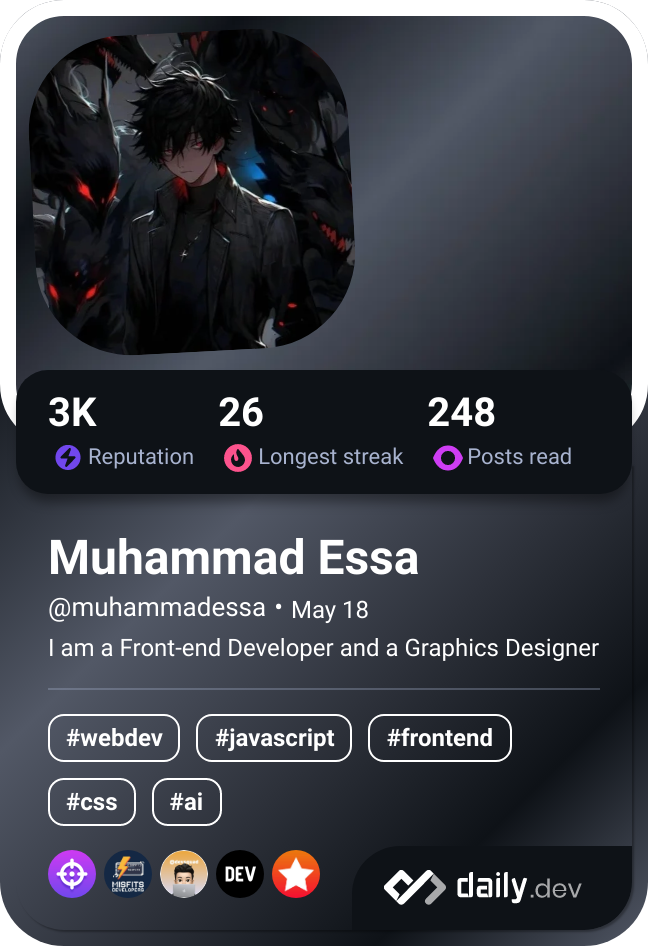 3K 26 248
Reputation Longest streak Posts read
Muhammad Essa
@muhammadessa • May 18
I am a Front-end Developer and a Graphics Designer
#webdev #javascript #frontend
#css #ai
MISFITS
DEVELOPERS
DEV
daily.dev